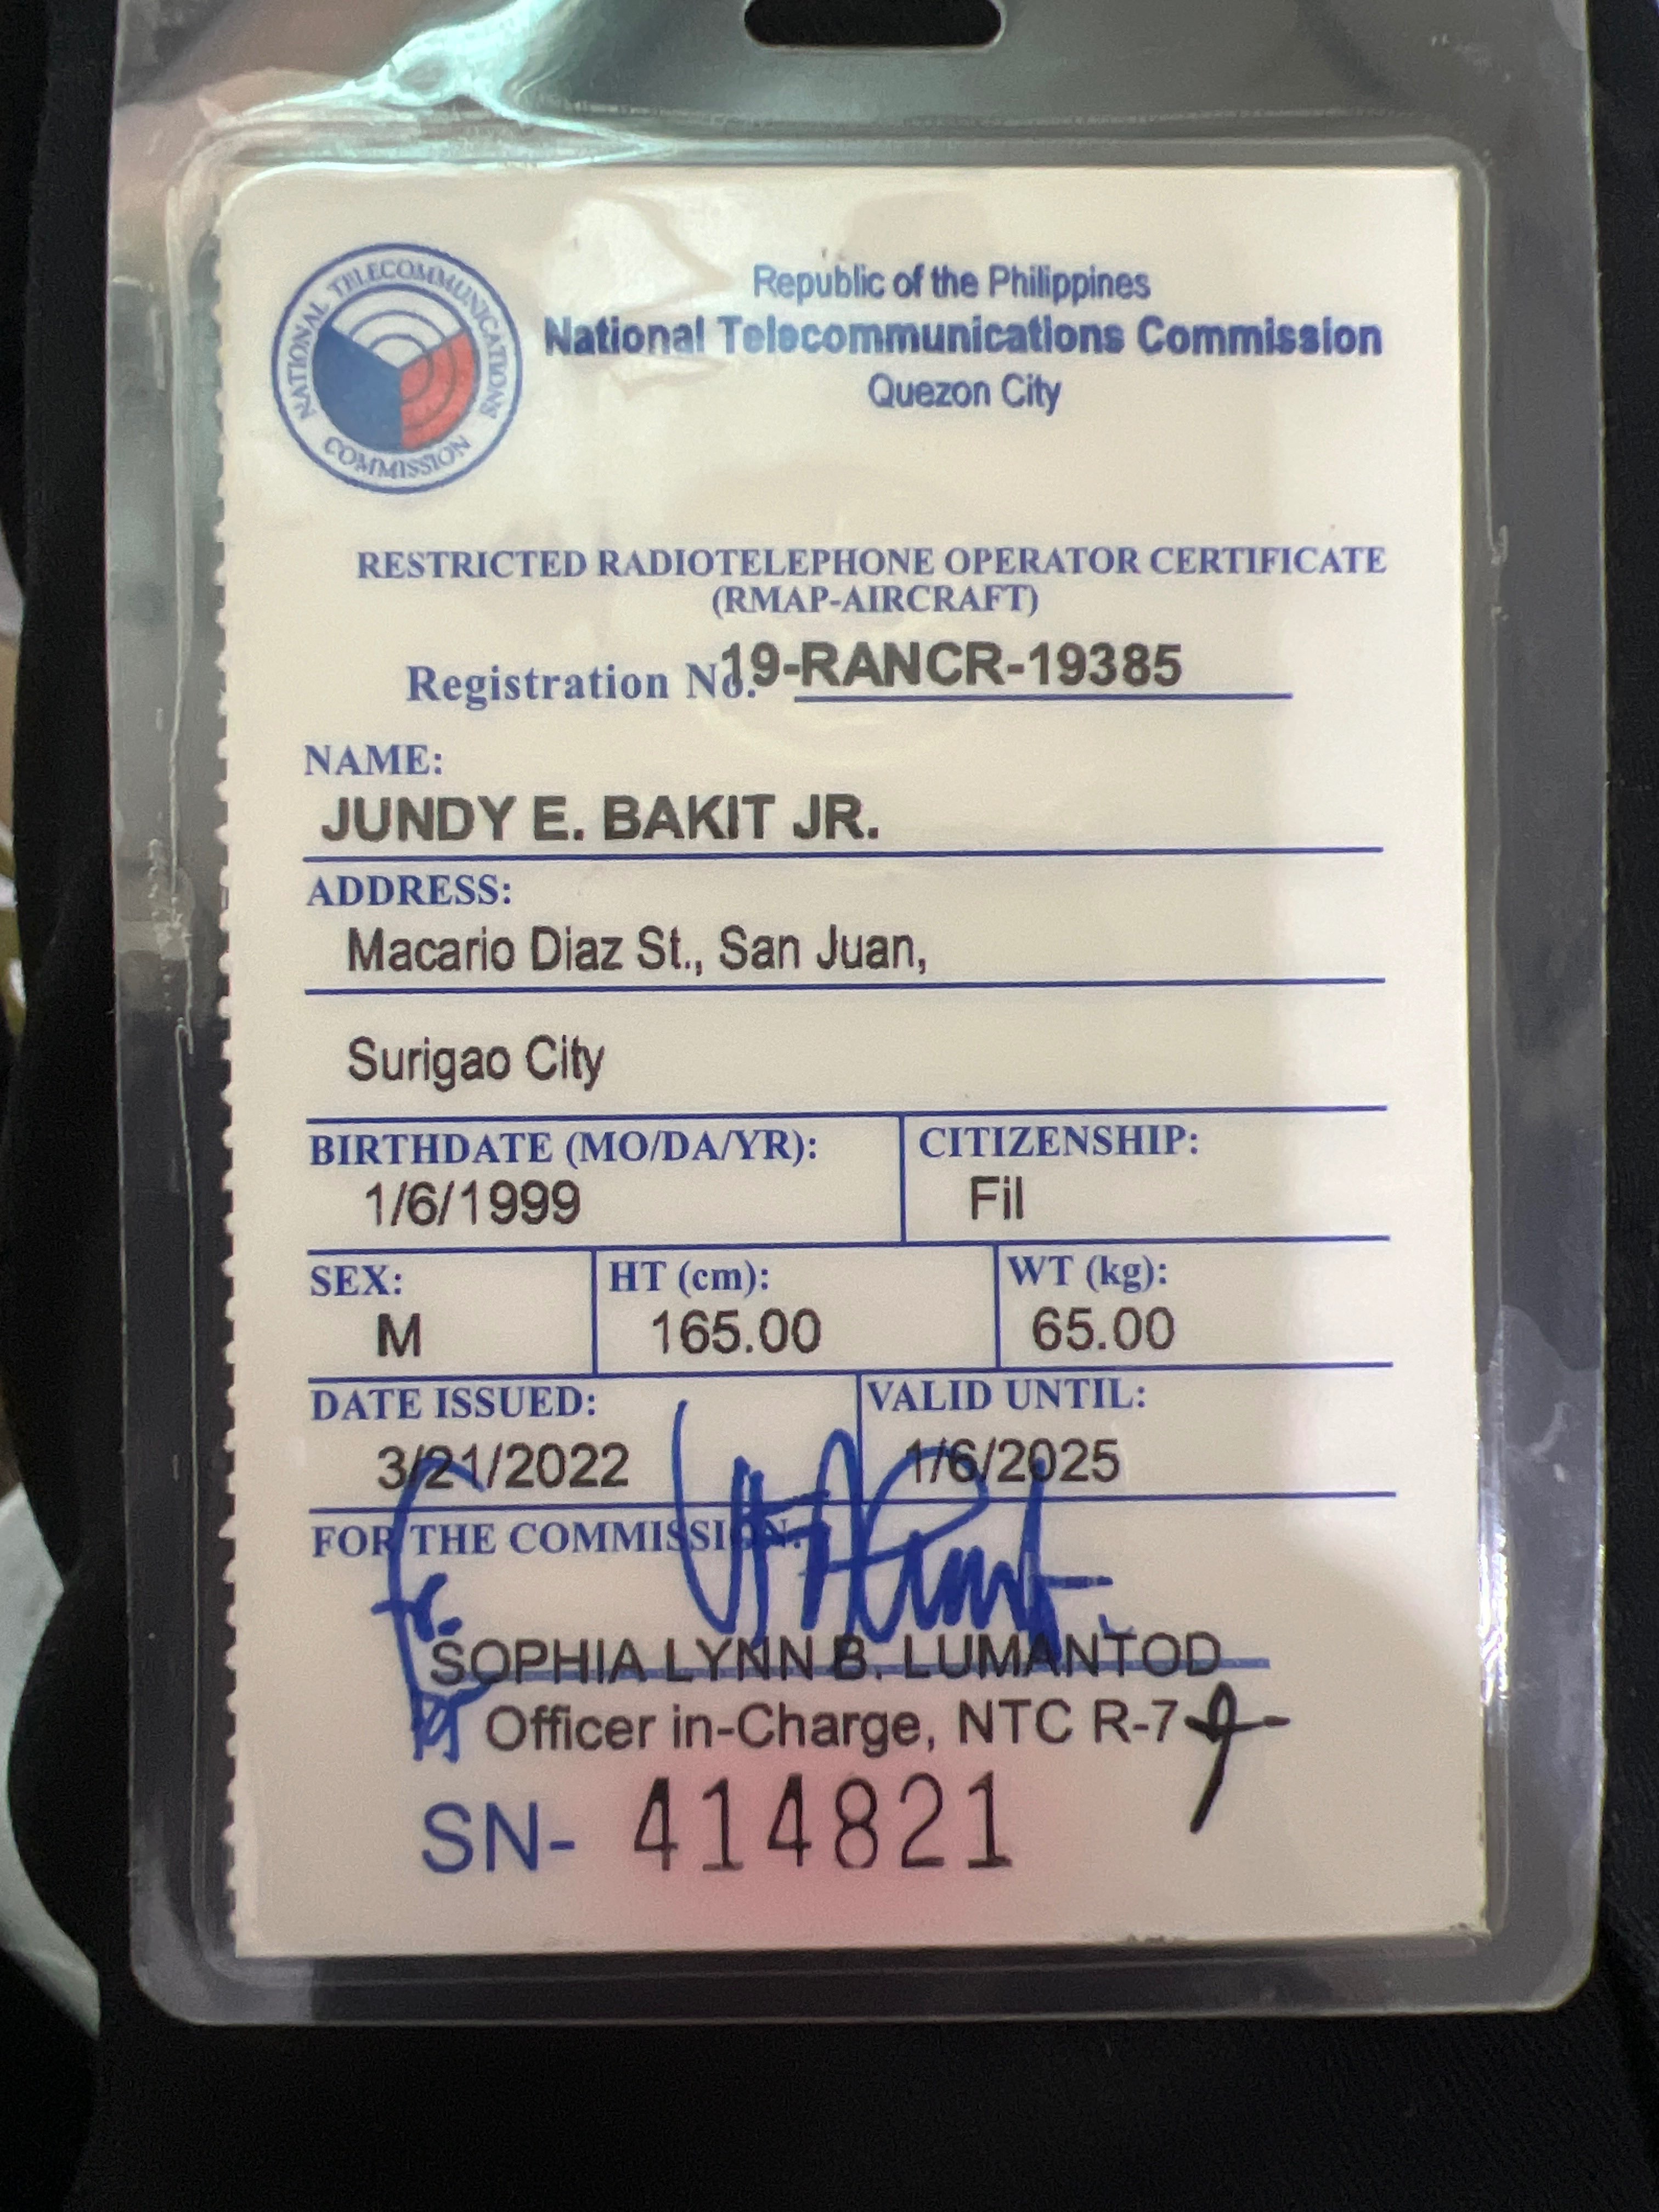 NATIONAL TELECOMMUNICATIONS COMMISSION
Republic of the Philippines
National Telecommunications Commission
Quezon City
RESTRICTED RADIOTELEPHONE OPERATOR CERTIFICATE
(RMAP-AIRCRAFT)
Registration No. 19-RANCR-19385
NAME:
JUNDY E. BAKIT JR.
ADDRESS:
Macario Diaz St., San Juan,
Surigao City
BIRTHDATE (MO/DA/YR): CITIZENSHIP:
1/6/1999 Fil
SEX: HT (cm): WT (kg):
M 165.00 65.00
DATE ISSUED: VALID UNTIL:
3/21/2022 1/6/2025
FOR THE COMMISSION:
SOPHIA LYNN B. LUMANTOD
Officer in-Charge, NTC R-7
SN- 414821